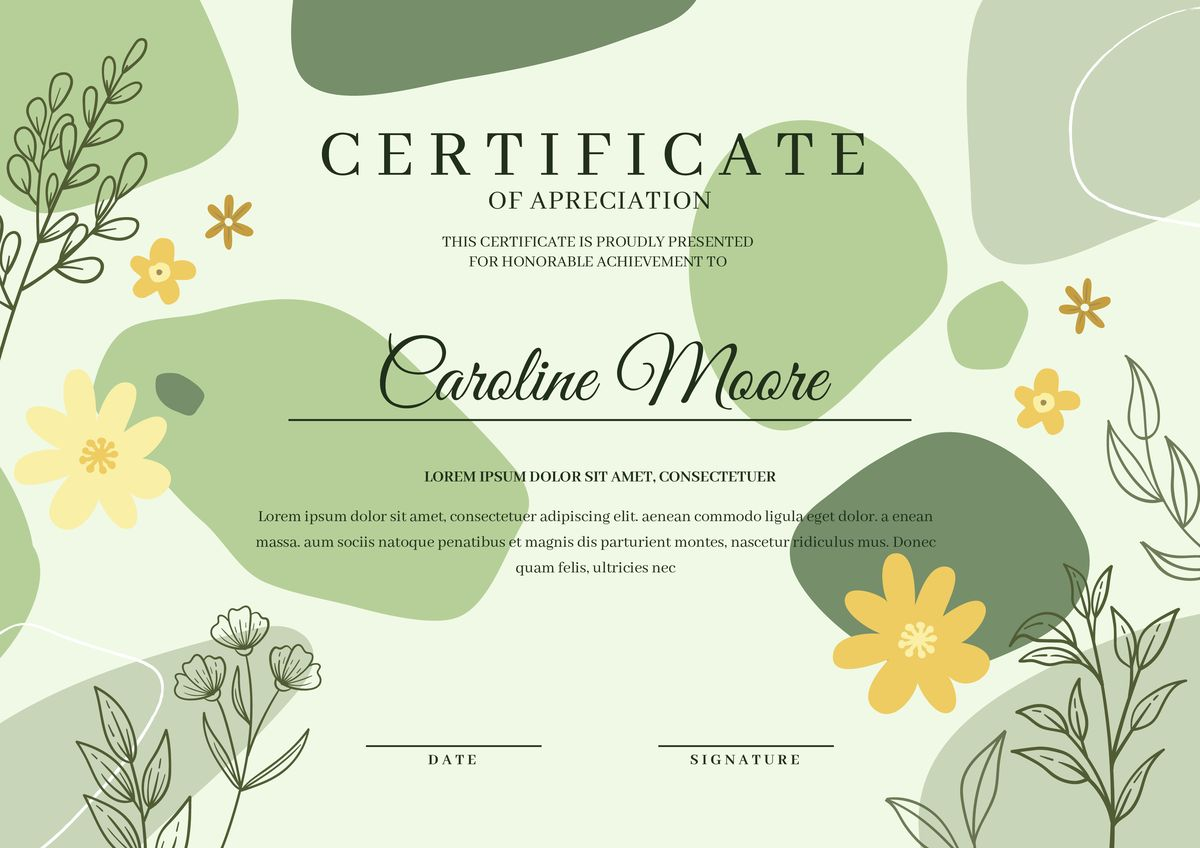 CERTIFICATE
OF APRECIATION
THIS CERTIFICATE IS PROUDLY PRESENTED
FOR HONORABLE ACHIEVEMENT TO
Caroline Moore
LOREM IPSUM DOLOR SIT AMET, CONSECTETUER
Lorem ipsum dolor sit amet, consectetuer adipiscing elit. aenean commodo ligula eget dolor. a enean
massa. aum sociis natoque penatibus et magnis dis parturient montes, nascetur ridiculus mus. Donec
quam felis, ultricies nec
DATE
SIGNATURE